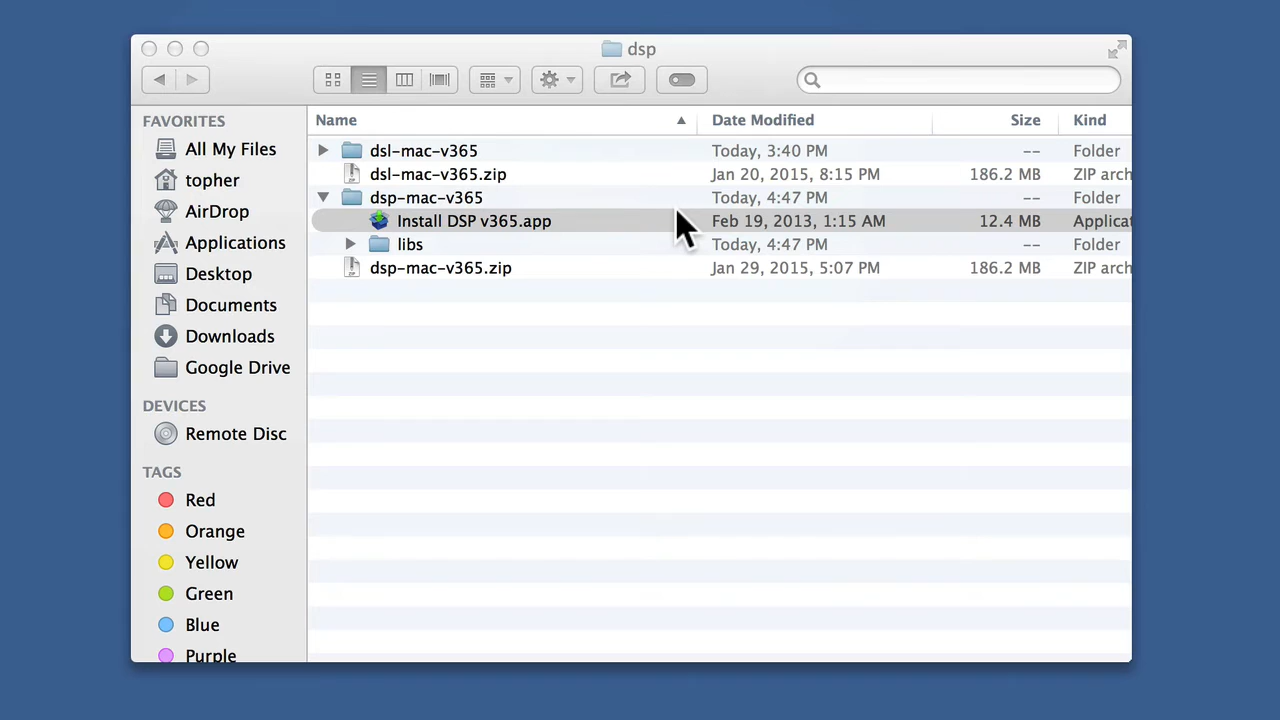 dsp
FAVORITES
All My Files
topher
AirDrop
Applications
Desktop
Documents
Downloads
Google Drive
DEVICES
Remote Disc
TAGS
Red
Orange
Yellow
Green
Blue
Purple
Name Date Modified Size Kind
dsl-mac-v365 Today, 3:40 PM -- Folder
dsl-mac-v365.zip Jan 20, 2015, 8:15 PM 186.2 MB ZIP arch
dsp-mac-v365 Today, 4:47 PM -- Folder
Install DSP v365.app Feb 19, 2013, 1:15 AM 12.4 MB Applicat
libs Today, 4:47 PM -- Folder
dsp-mac-v365.zip Jan 29, 2015, 5:07 PM 186.2 MB ZIP arch